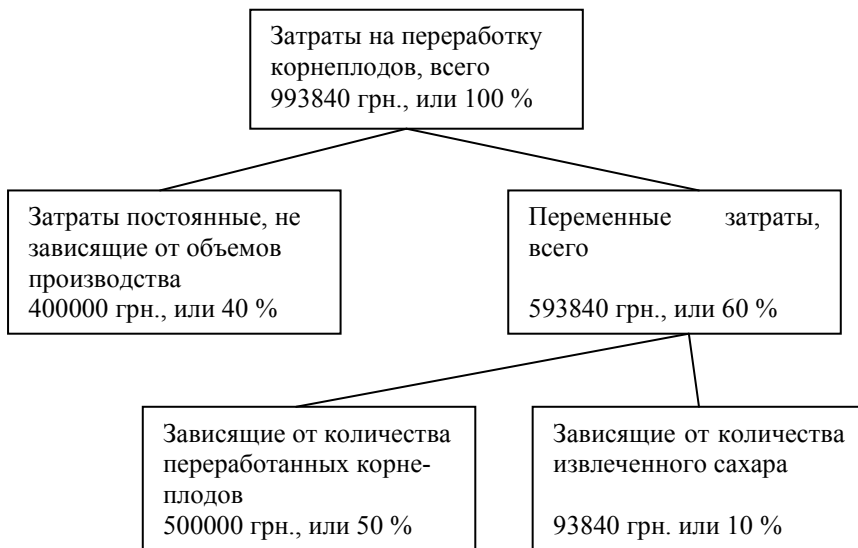 Затраты на переработку
корнеплодов, всего
993840 грн., или 100 %
Затраты постоянные, не
зависящие от объемов
производства
400000 грн., или 40 %
Переменные затраты,
всего
593840 грн., или 60 %
Зависящие от количества
переработанных корне-
плодов
500000 грн., или 50 %
Зависящие от количества
извлеченного сахара
93840 грн. или 10 %